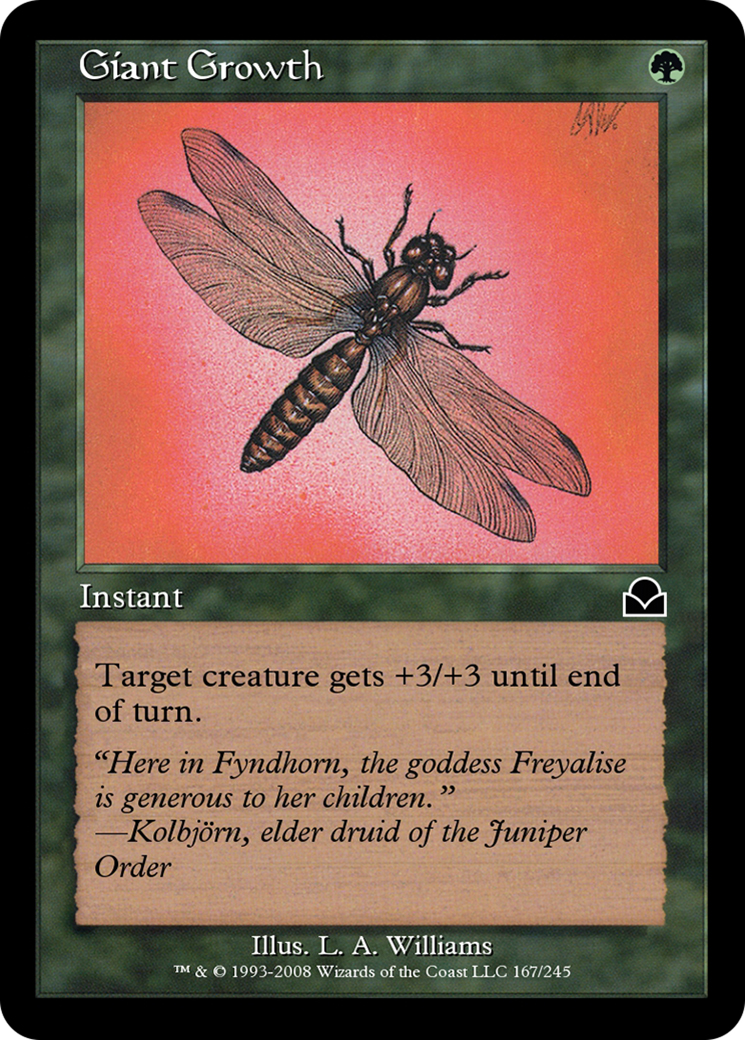 Giant Growth
Instant
Target creature gets +3/+3 until end
of turn.
“Here in Fyndhorn, the goddess Freyalise
is generous to her children.”
—Kolbjörn, elder druid of the Juniper
Order
Illus. L. A. Williams
™ & © 1993-2008 Wizards of the Coast LLC 167/245